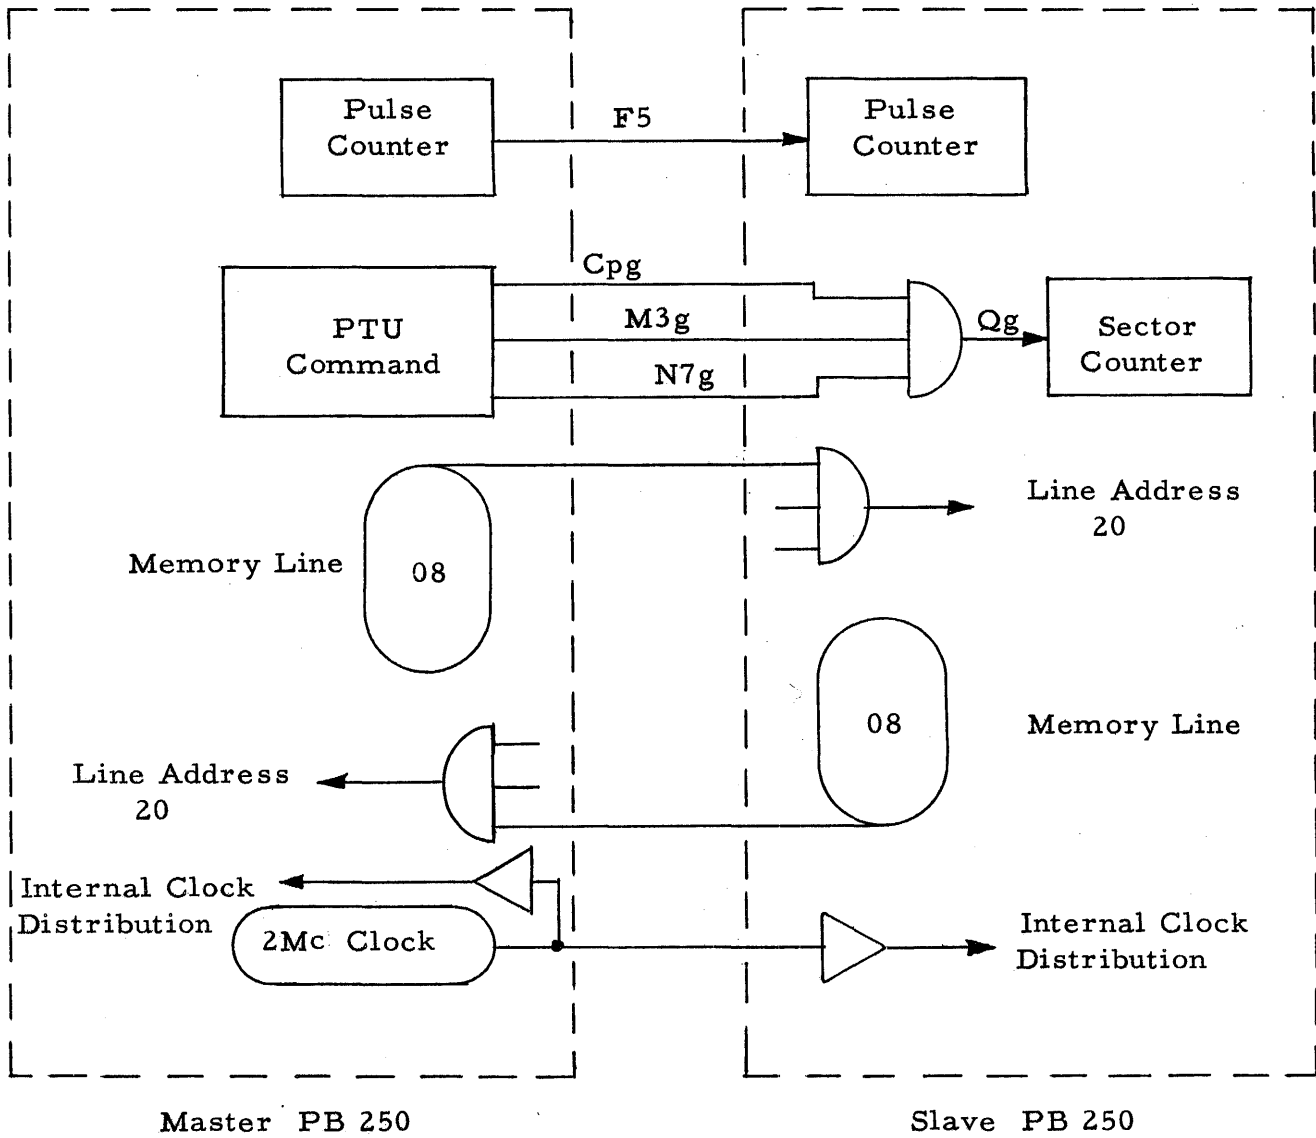 Pulse
Counter
F5
Pulse
Counter
PTU
Command
Cpg
M3g
N7g
Qg
Sector
Counter
Memory Line
08
Line Address
20
Line Address
20
08
Memory Line
Internal Clock
Distribution
2Mc Clock
Internal Clock
Distribution
Master PB 250
Slave PB 250